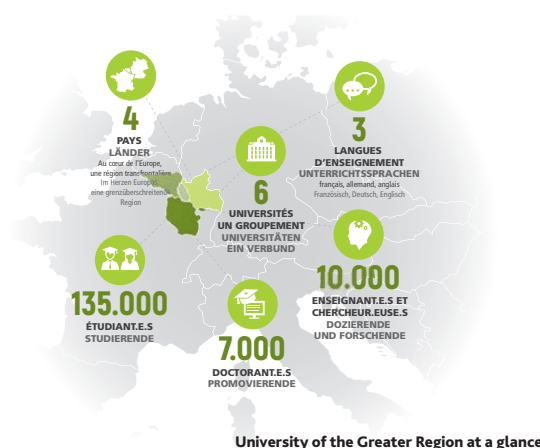 4
PAYS
LÄNDER
Au cœur de l'Europe,
une région transfrontalière
Im Herzen Europas,
eine grenzüberschreitende
Region
3
LANGUES
D'ENSEIGNEMENT
UNTERRICHTSSPRACHEN
français, allemand, anglais
Französisch, Deutsch, Englisch
6
UNIVERSITÉS
UN GROUPEMENT
UNIVERSITÄTEN
EIN VERBUND
135.000
ÉTUDIANT.E.S
STUDIERENDE
10.000
ENSEIGNANT.E.S ET
CHERCHEUR.EUSE.S
DOZIERENDE
UND FORSCHENDE
7.000
DOCTORANT.E.S
PROMOVIERENDE
University of the Greater Region at a glance